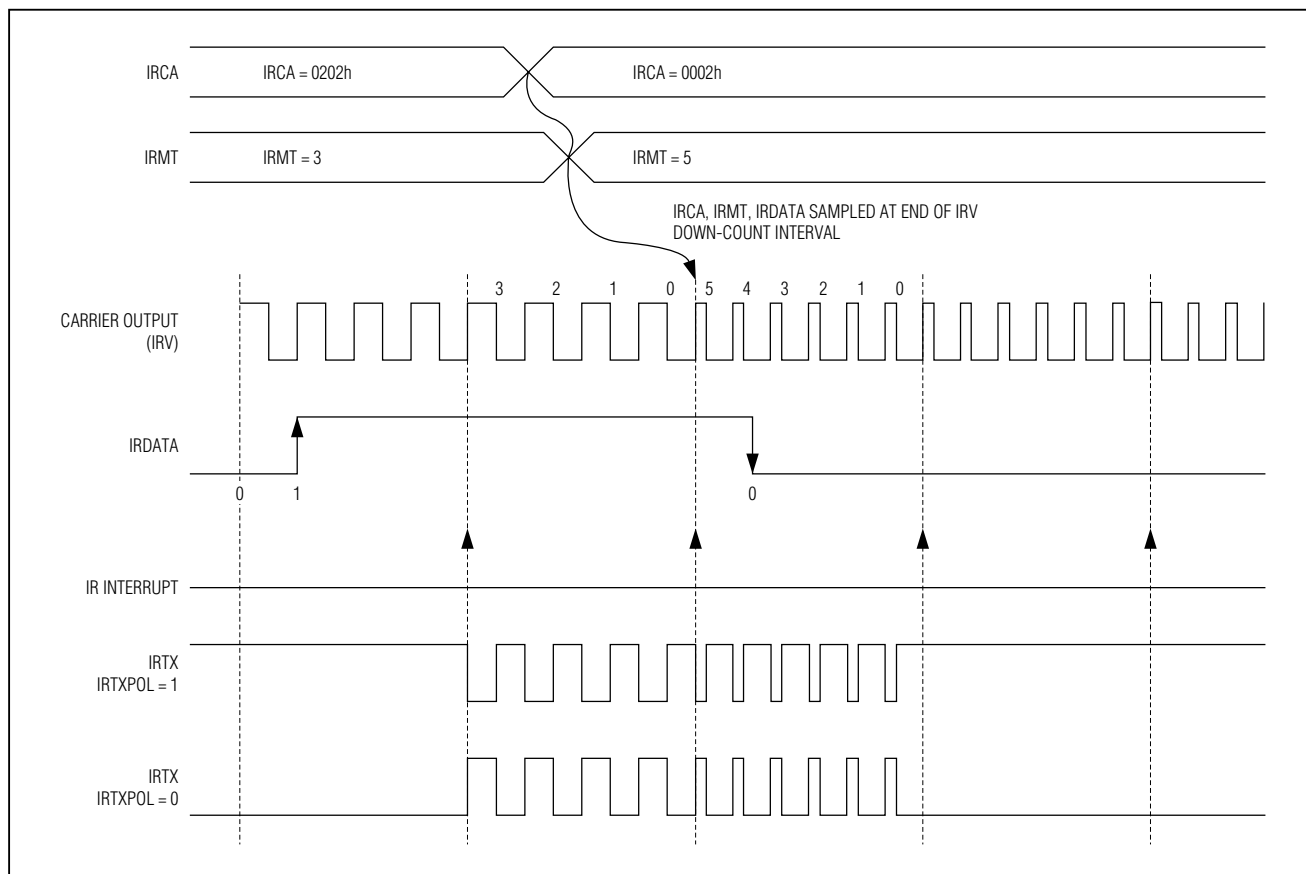 IRCA
IRCA = 0202h
IRCA = 0002h
IRMT
IRMT = 3
IRMT = 5
IRCA, IRMT, IRDATA SAMPLED AT END OF IRV
DOWN-COUNT INTERVAL
3 2 1 0 5 4 3 2 1 0
CARRIER OUTPUT
(IRV)
IRDATA
0 1 0
IR INTERRUPT
IRTX
IRTXPOL = 1
IRTX
IRTXPOL = 0